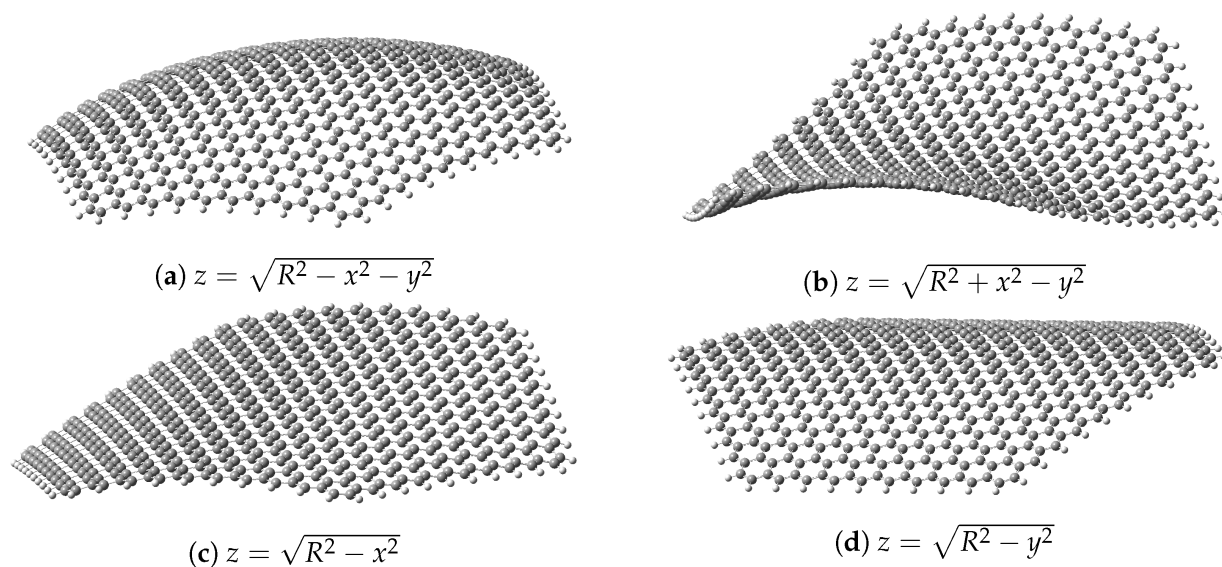 (a) z = √R² − x² − y²
(b) z = √R² + x² − y²
(c) z = √R² − x²
(d) z = √R² − y²